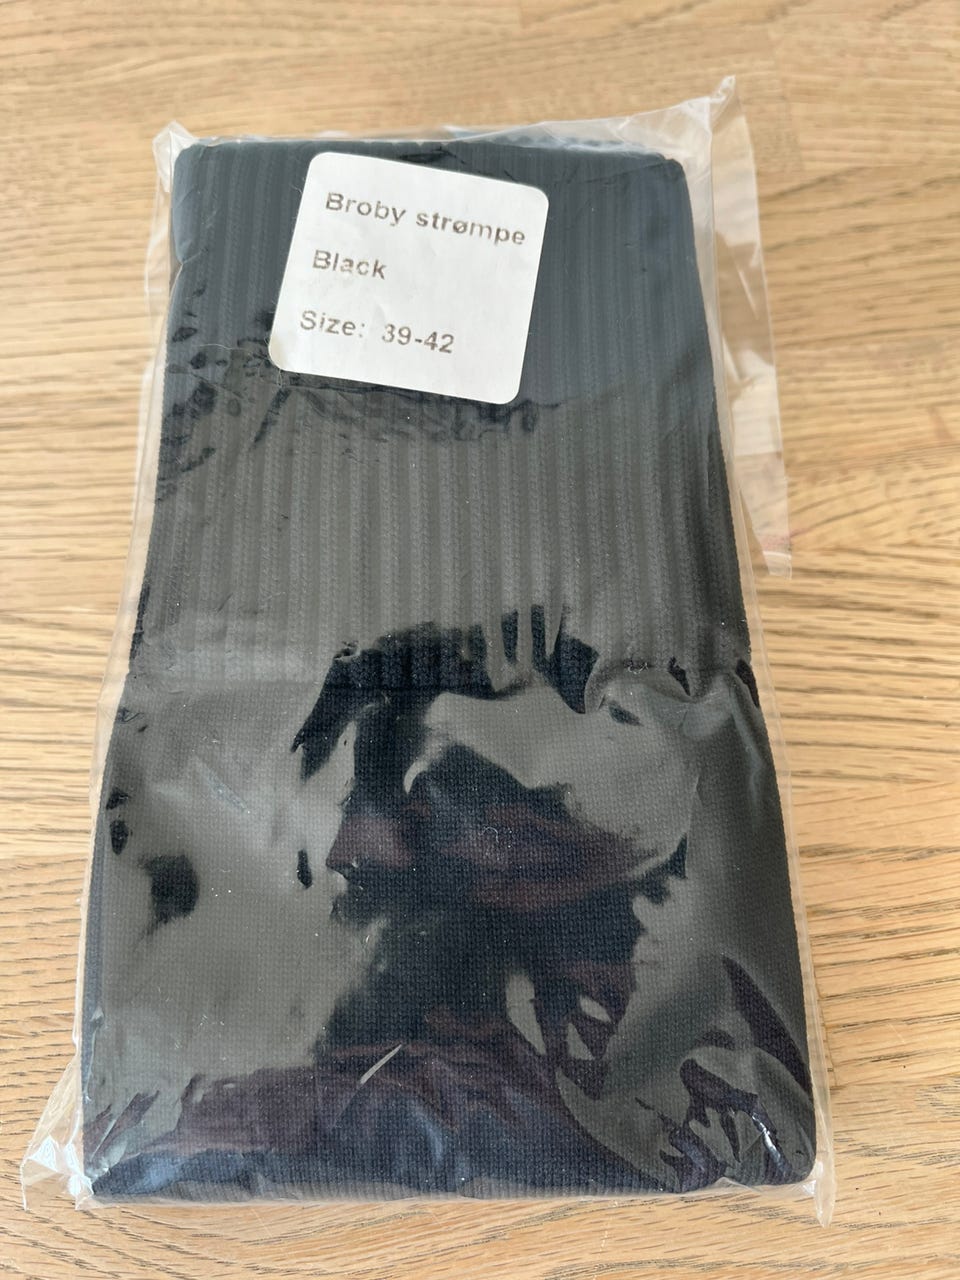 Broby strømpe
Black
Size: 39-42